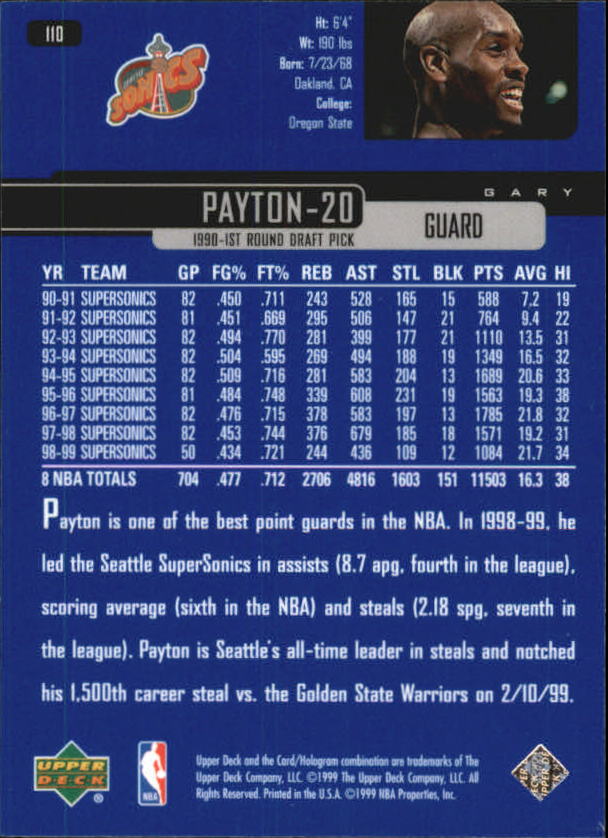 110
SEATTLE
SONICS
Ht: 6'4"
Wt: 190 lbs
Born: 7/23/68
Oakland, CA
College:
Oregon State
GARY
PAYTON-20
GUARD
1990-1ST ROUND DRAFT PICK
YR TEAM GP FG% FT% REB AST STL BLK PTS AVG HI
90-91 SUPERSONICS 82 .450 .711 243 528 165 15 588 7.2 19
91-92 SUPERSONICS 81 .451 .669 295 506 147 21 764 9.4 22
92-93 SUPERSONICS 82 .494 .770 281 399 177 21 1110 13.5 31
93-94 SUPERSONICS 82 .504 .595 269 494 188 19 1349 16.5 32
94-95 SUPERSONICS 82 .509 .716 281 583 204 13 1689 20.6 33
95-96 SUPERSONICS 81 .484 .748 339 608 231 19 1563 19.3 38
96-97 SUPERSONICS 82 .476 .715 378 583 197 13 1785 21.8 32
97-98 SUPERSONICS 82 .453 .744 376 679 185 18 1571 19.2 31
98-99 SUPERSONICS 50 .434 .721 244 436 109 12 1084 21.7 34
8 NBA TOTALS 704 .477 .712 2706 4816 1603 151 11503 16.3 38
Payton is one of the best point guards in the NBA. In 1998-99, he
led the Seattle SuperSonics in assists (8.7 apg, fourth in the league),
scoring average (sixth in the NBA) and steals (2.18 spg, seventh in
the league). Payton is Seattle's all-time leader in steals and notched
his 1,500th career steal vs. the Golden State Warriors on 2/10/99.
UPPER
DECK
®
NBA
Upper Deck and the Card/Hologram combination are trademarks of The
Upper Deck Company, LLC. ©1999 The Upper Deck Company, LLC. All
Rights Reserved. Printed in the U.S.A. ©1999 NBA Properties, Inc.